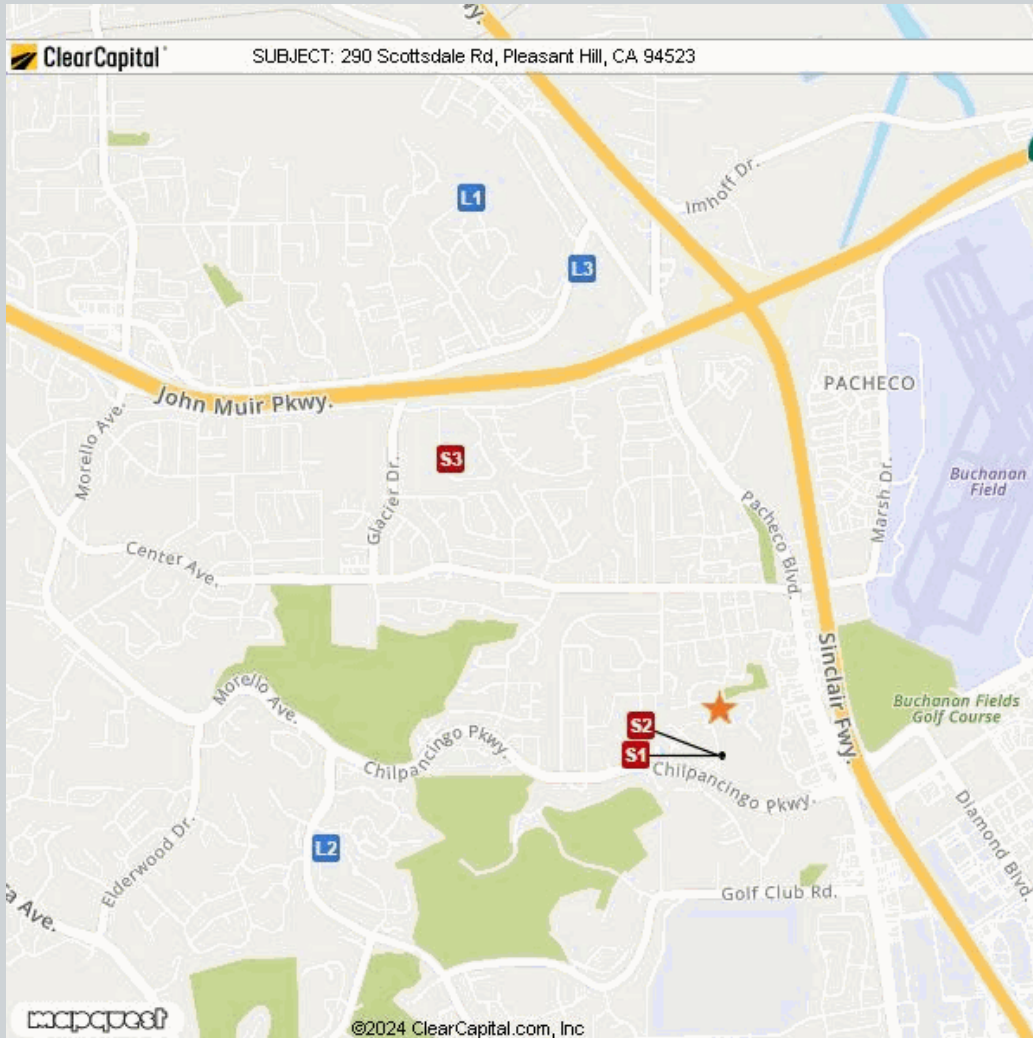 y.
ClearCapital
SUBJECT: 290 Scottsdale Rd, Pleasant Hill, CA 94523
Imhoff Dr.
L1
L3
John Muir Pkwy.
PACHECO
Morello Ave.
Glacier Dr.
S3
Buchanan
Field
Marsh Dr.
Pacheco Blvd.
Center Ave.
Sinclair Fwy.
Morello Ave.
Buchanan Fields
Golf Course
S2
S1
Chilpancingo Pkwy.
Chilpancingo Pkwy.
Diamond Blvd.
Elderwood Dr.
L2
Golf Club Rd.
a Ave.
mapquest
©2024 ClearCapital.com, Inc